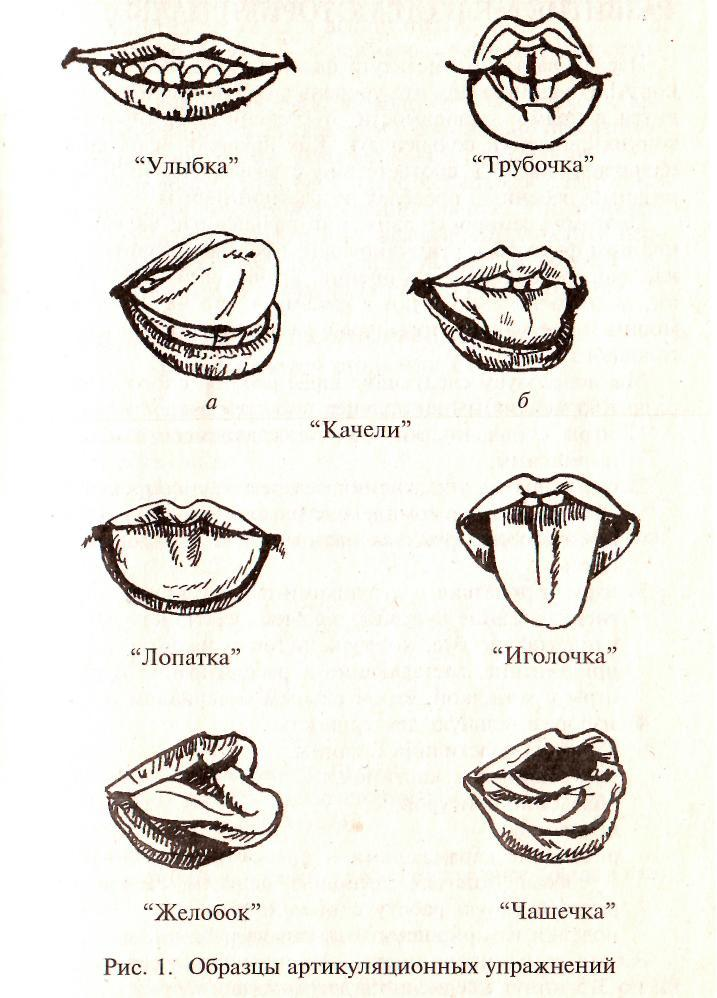 “Улыбка”
“Трубочка”
а
б
“Качели”
“Лопатка”
“Иголочка”
“Желобок”
“Чашечка”
Рис. 1. Образцы артикуляционных упражнений